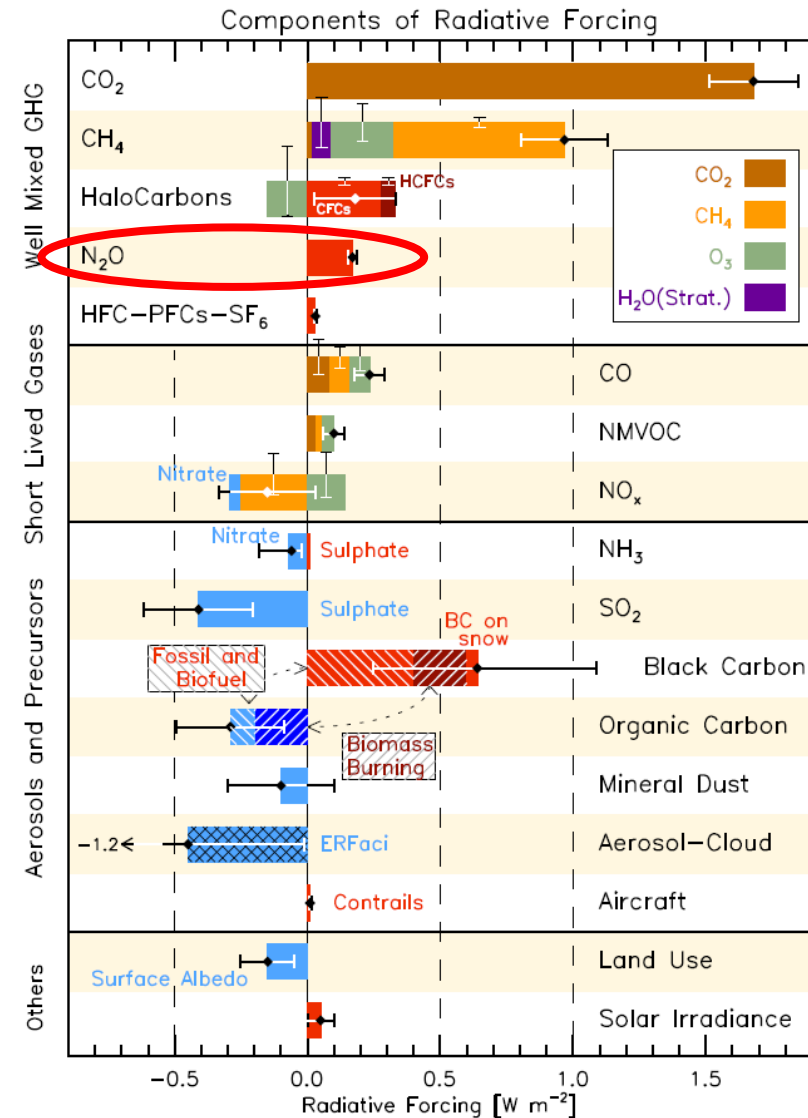 Components of Radiative Forcing
Well Mixed GHG
CO₂
CH₄
HaloCarbons
HCFCs
CFCs
N₂O
HFC-PFCs-SF₆
CO₂
CH₄
O₃
H₂O(Strat.)
Short Lived Gases
CO
NMVOC
Nitrate
NOₓ
Aerosols and Precursors
Nitrate
Sulphate
NH₃
Sulphate
SO₂
BC on
snow
Fossil and
Biofuel
Black Carbon
Organic Carbon
Biomass
Burning
Mineral Dust
-1.2
ERFaci
Aerosol-Cloud
Contrails
Aircraft
Others
Surface Albedo
Land Use
Solar Irradiance
-0.5 0.0 0.5 1.0 1.5
Radiative Forcing [W m⁻²]